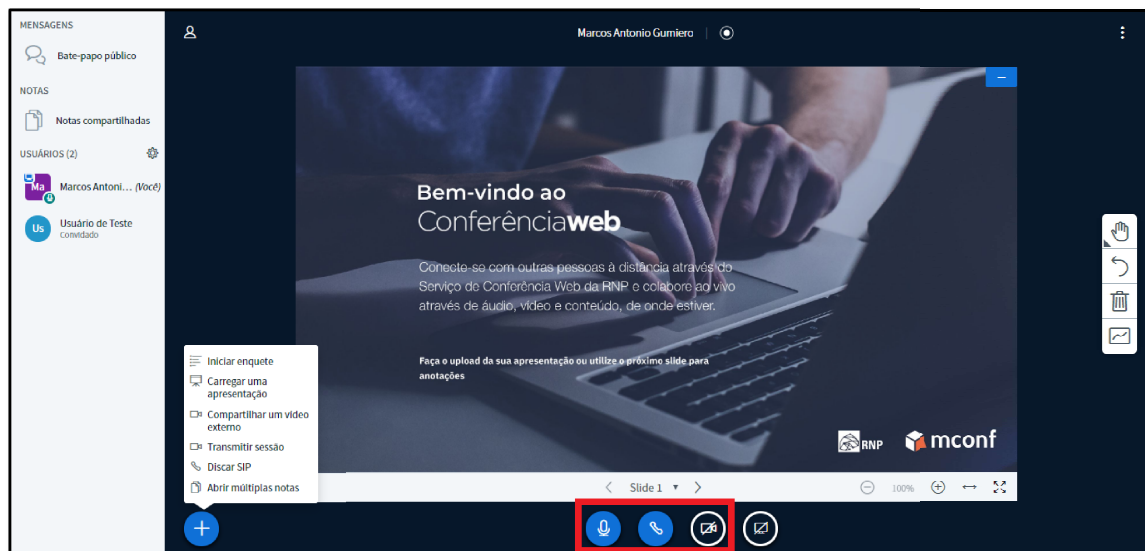 MENSAGENS
Bate-papo público
NOTAS
Notas compartilhadas
USUÁRIOS (2)
Ma
Marcos Antoni... (Você)
Us
Usuário de Teste
Convidado
Marcos Antonio Gumiero
Bem-vindo ao
Conferênciaweb
Conecte-se com outras pessoas à distância através do
Serviço de Conferência Web da RNP e colabore ao vivo
através de áudio, vídeo e conteúdo, de onde estiver.
Faça o upload da sua apresentação ou utilize o próximo slide para
anotações
RNP
mconf
Iniciar enquete
Carregar uma
apresentação
Compartilhar um vídeo
externo
Transmitir sessão
Discar SIP
Abrir múltiplas notas
Slide 1
100%